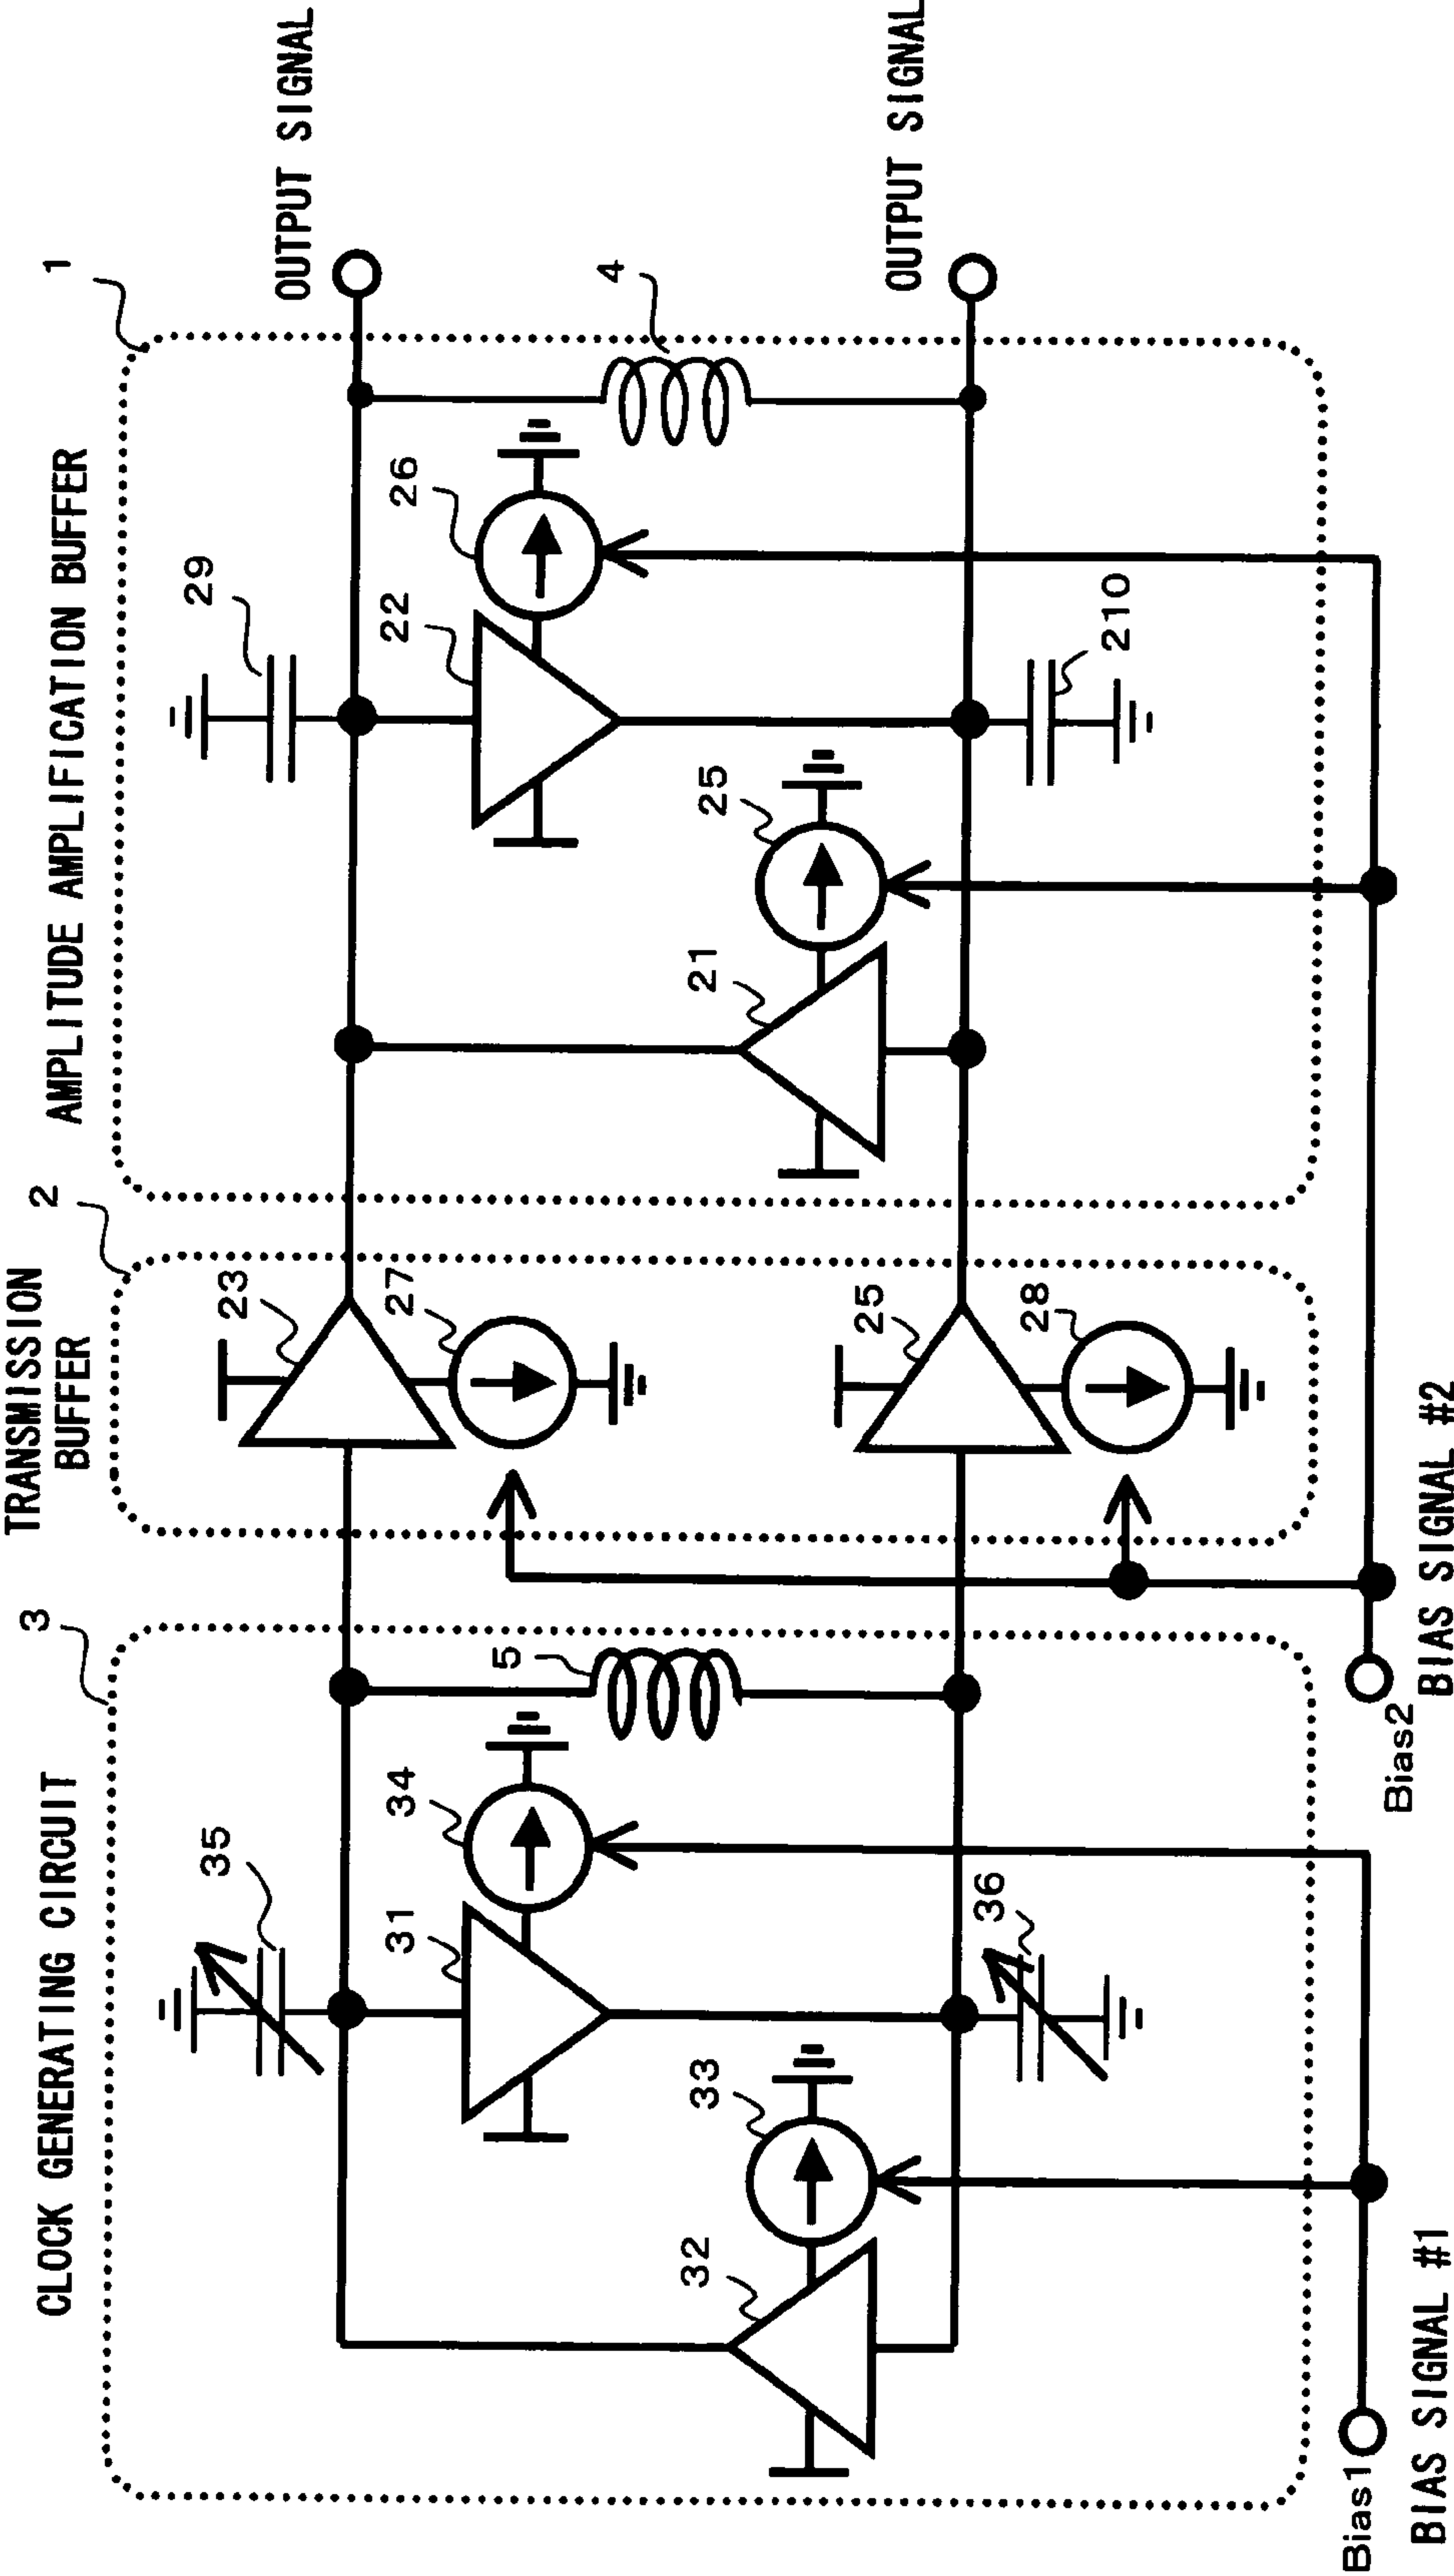 CLOCK GENERATING CIRCUIT
3
TRANSMISSION
BUFFER
2
AMPLITUDE AMPLIFICATION BUFFER
1
35
31
34
5
32
33
36
23
27
25
28
29
22
26
21
25
210
4
OUTPUT SIGNAL
OUTPUT SIGNAL
Bias1
BIAS SIGNAL #1
Bias2
BIAS SIGNAL #2